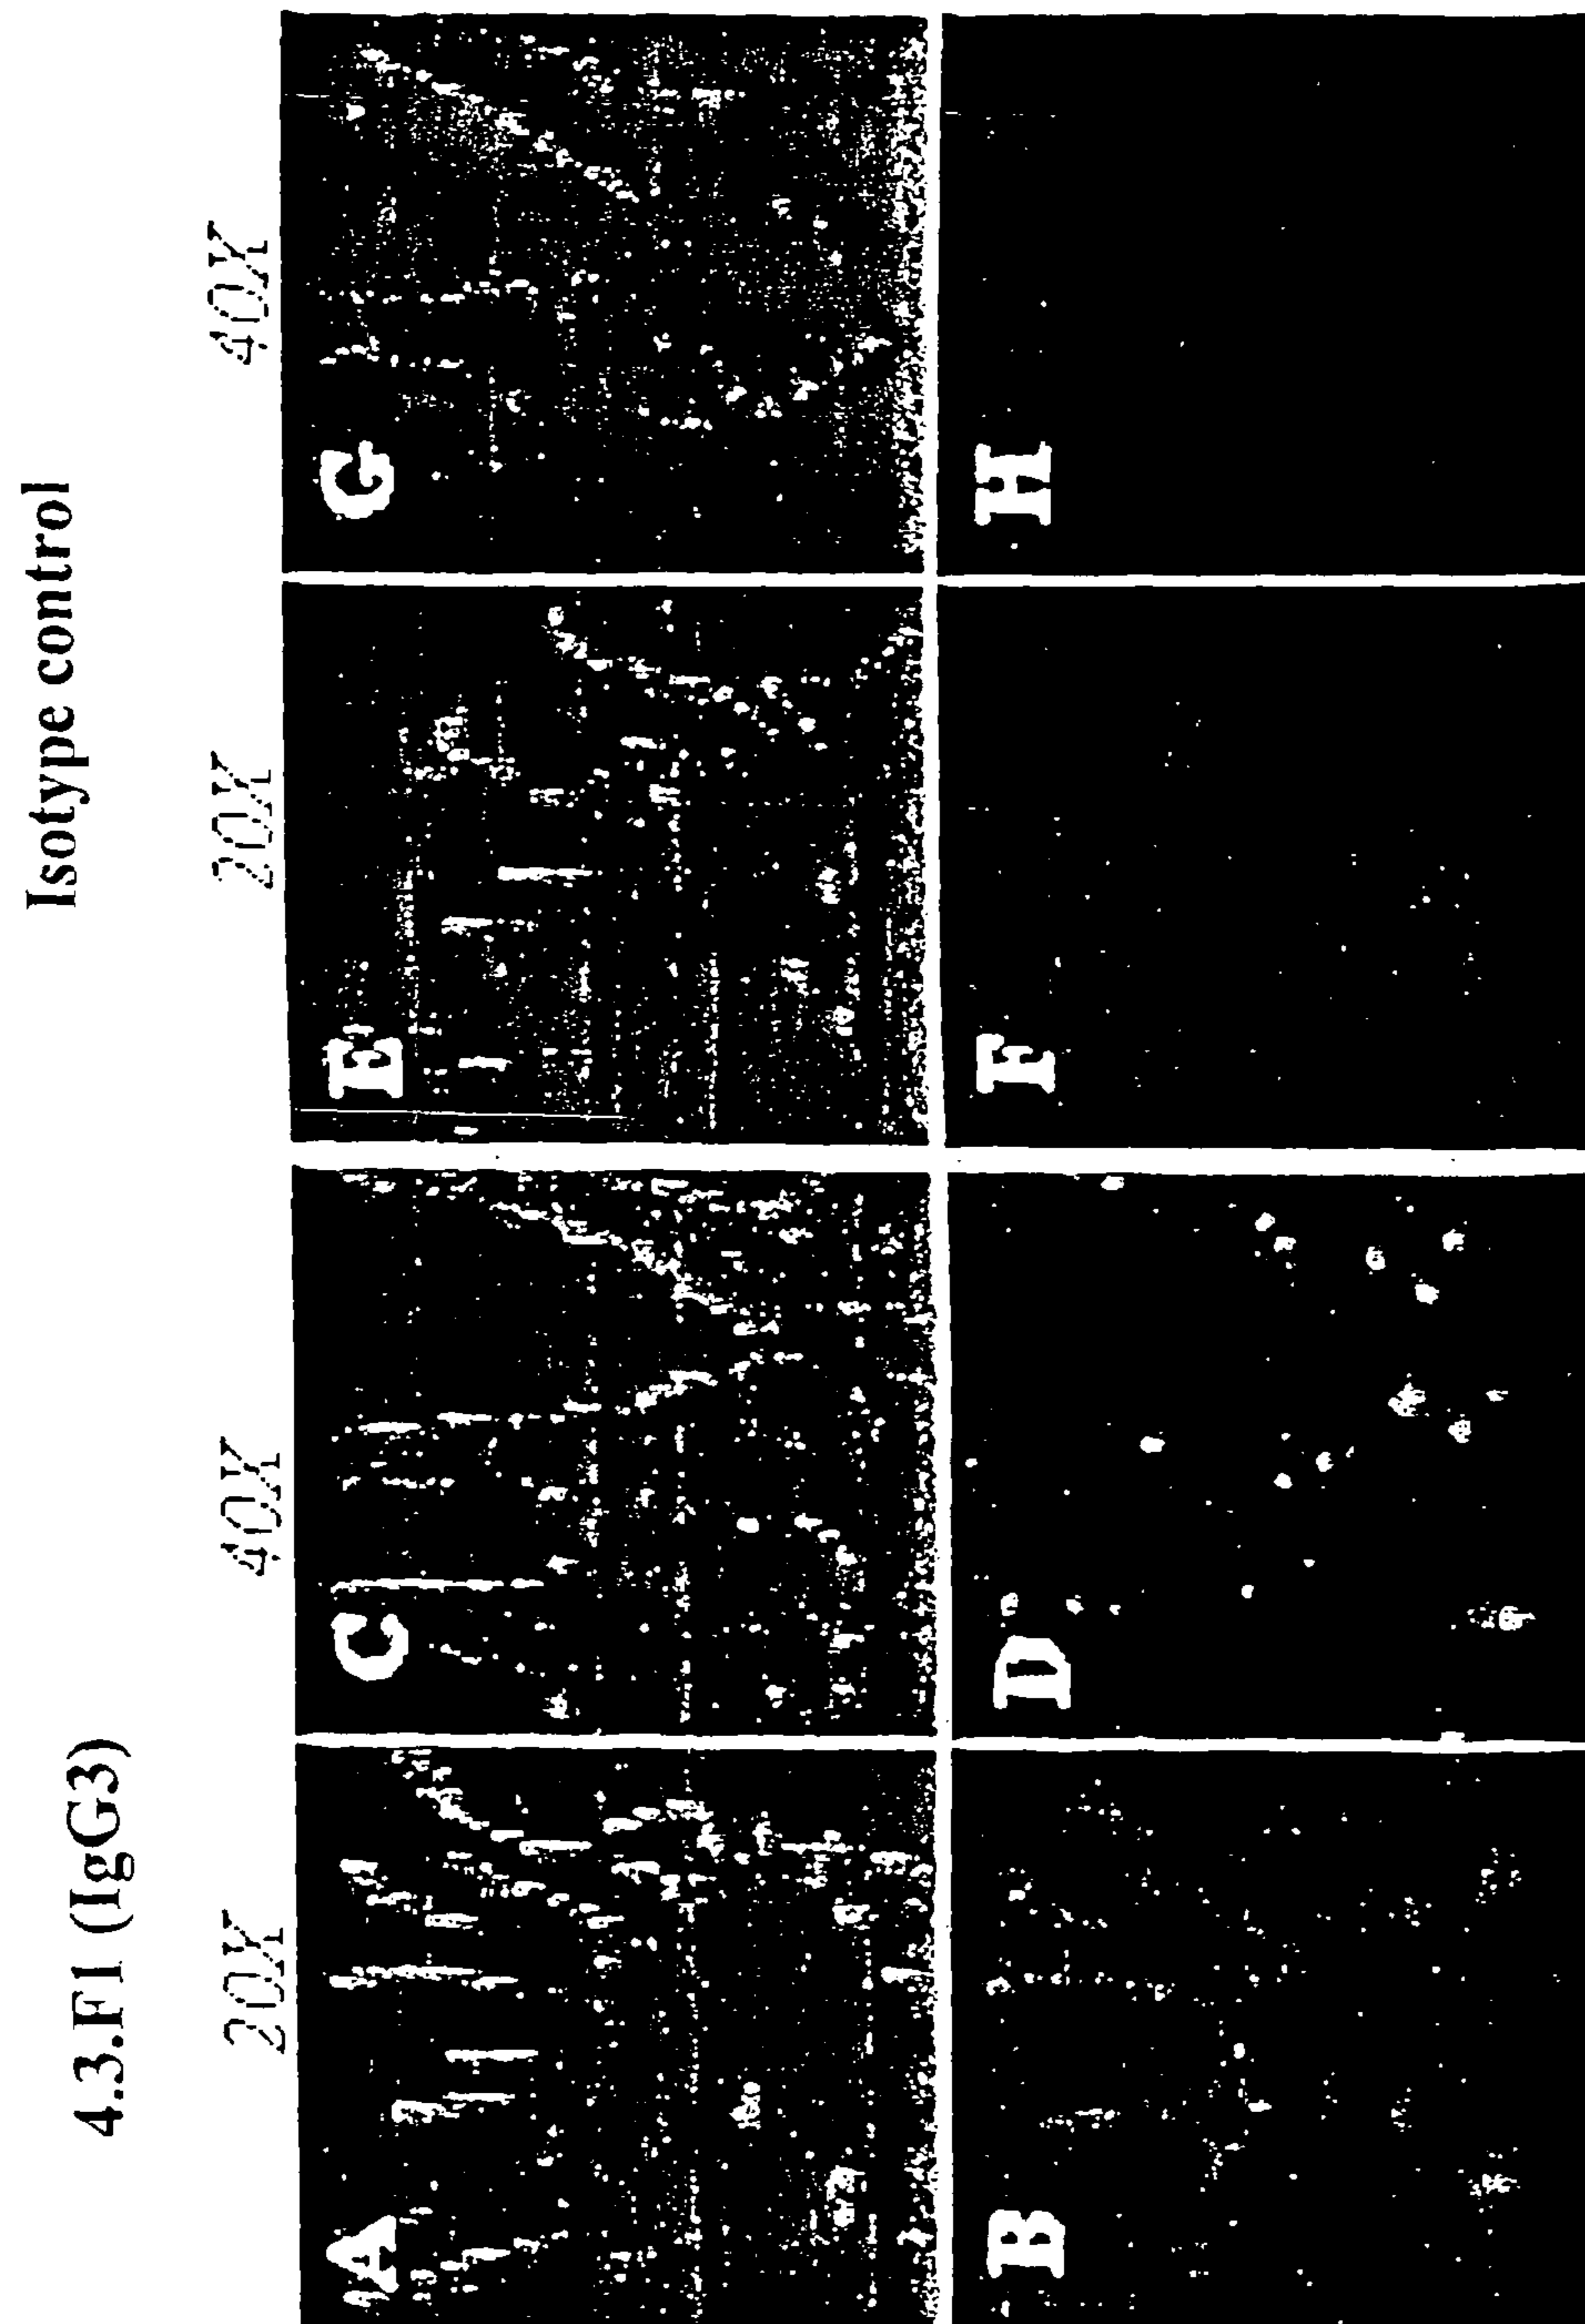 4.3.F1 (IgG3)
Isotype control
20X
40X
20X
40X
A
C
E
G
B
D
F
H